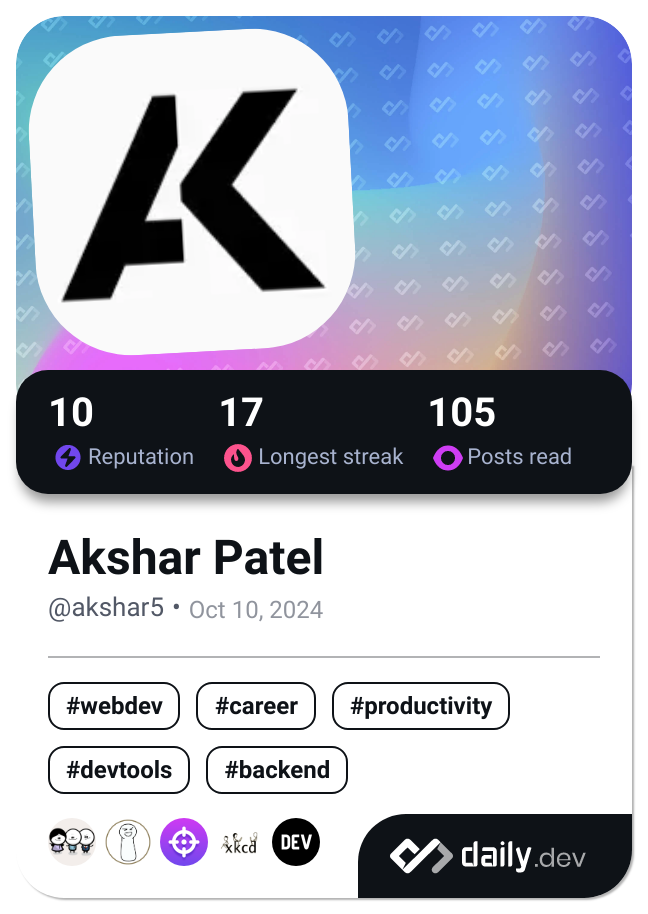 AK
10 17 105
Reputation Longest streak Posts read
Akshar Patel
@akshar5 • Oct 10, 2024
#webdev #career #productivity
#devtools #backend
xkcd DEV
daily.dev